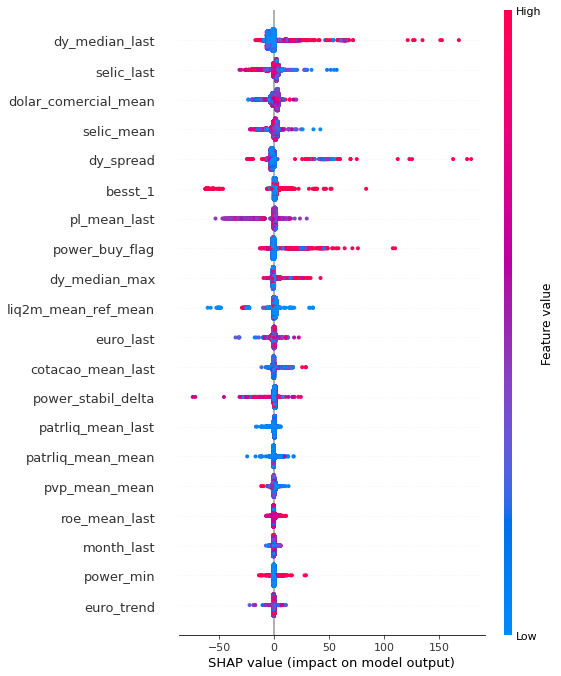 High
dy_median_last
selic_last
dolar_comercial_mean
selic_mean
dy_spread
besst_1
pl_mean_last
power_buy_flag
dy_median_max
liq2m_mean_ref_mean
euro_last
cotacao_mean_last
power_stabil_delta
patrliq_mean_last
patrliq_mean_mean
pvp_mean_mean
roe_mean_last
month_last
power_min
euro_trend
Feature value
Low
−50 0 50 100 150
SHAP value (impact on model output)